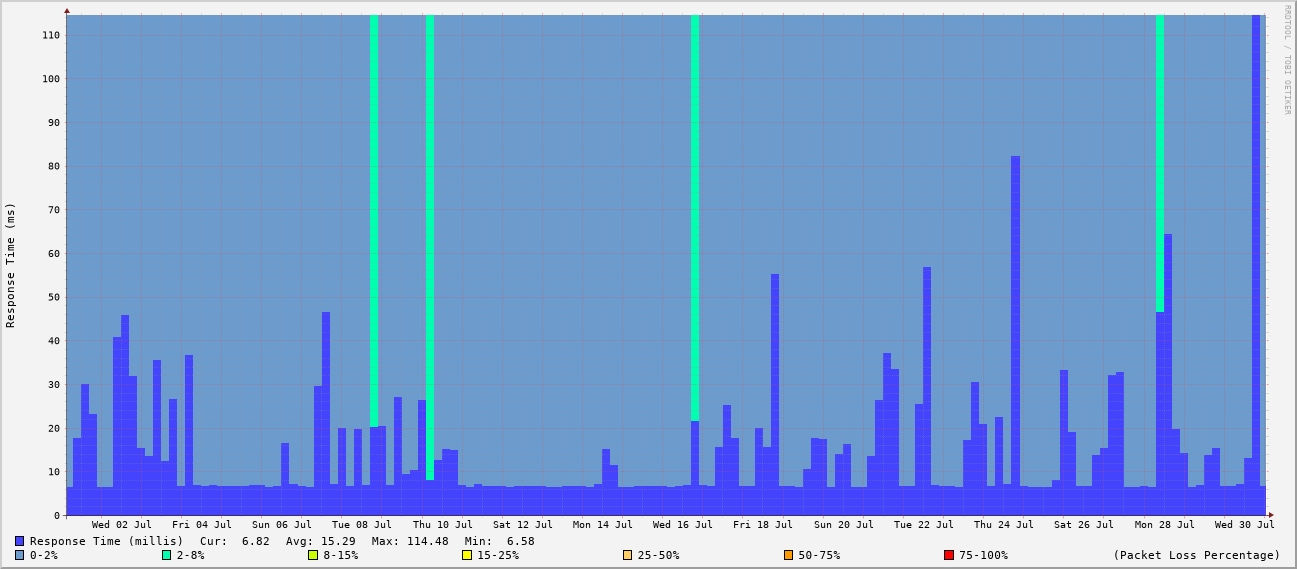 RRDTOOL / TOBI OETIKER
Response Time (ms)
110
100
90
80
70
60
50
40
30
20
10
0
Wed 02 Jul Fri 04 Jul Sun 06 Jul Tue 08 Jul Thu 10 Jul Sat 12 Jul Mon 14 Jul Wed 16 Jul Fri 18 Jul Sun 20 Jul Tue 22 Jul Thu 24 Jul Sat 26 Jul Mon 28 Jul Wed 30 Jul
Response Time (millis) Cur: 6.82 Avg: 15.29 Max: 114.48 Min: 6.58
0-2% 2-8% 8-15% 15-25% 25-50% 50-75% 75-100% (Packet Loss Percentage)